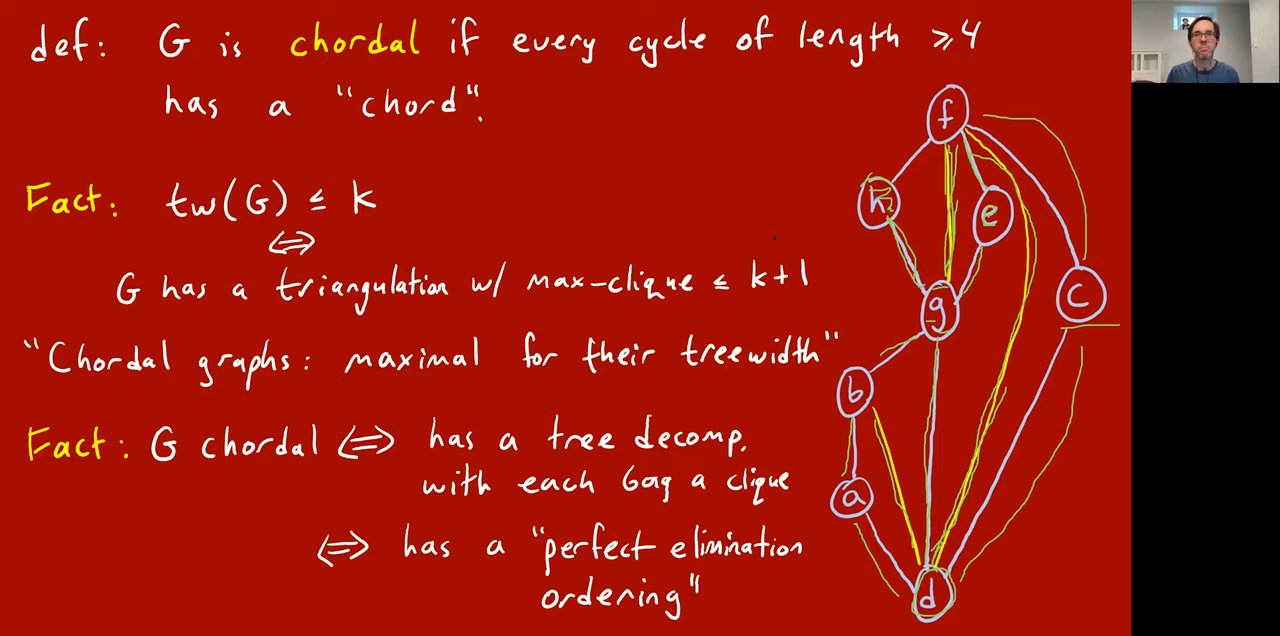 def: G is chordal if every cycle of length ≥4
has a "chord".
Fact: tw(G) ≤ k
⇔
G has a triangulation w/ max-clique ≤ k+1
"Chordal graphs: maximal for their treewidth"
Fact: G chordal ⇔ has a tree decomp.
with each bag a clique
⇔ has a "perfect elimination
ordering"
f
h
e
c
g
b
a
d